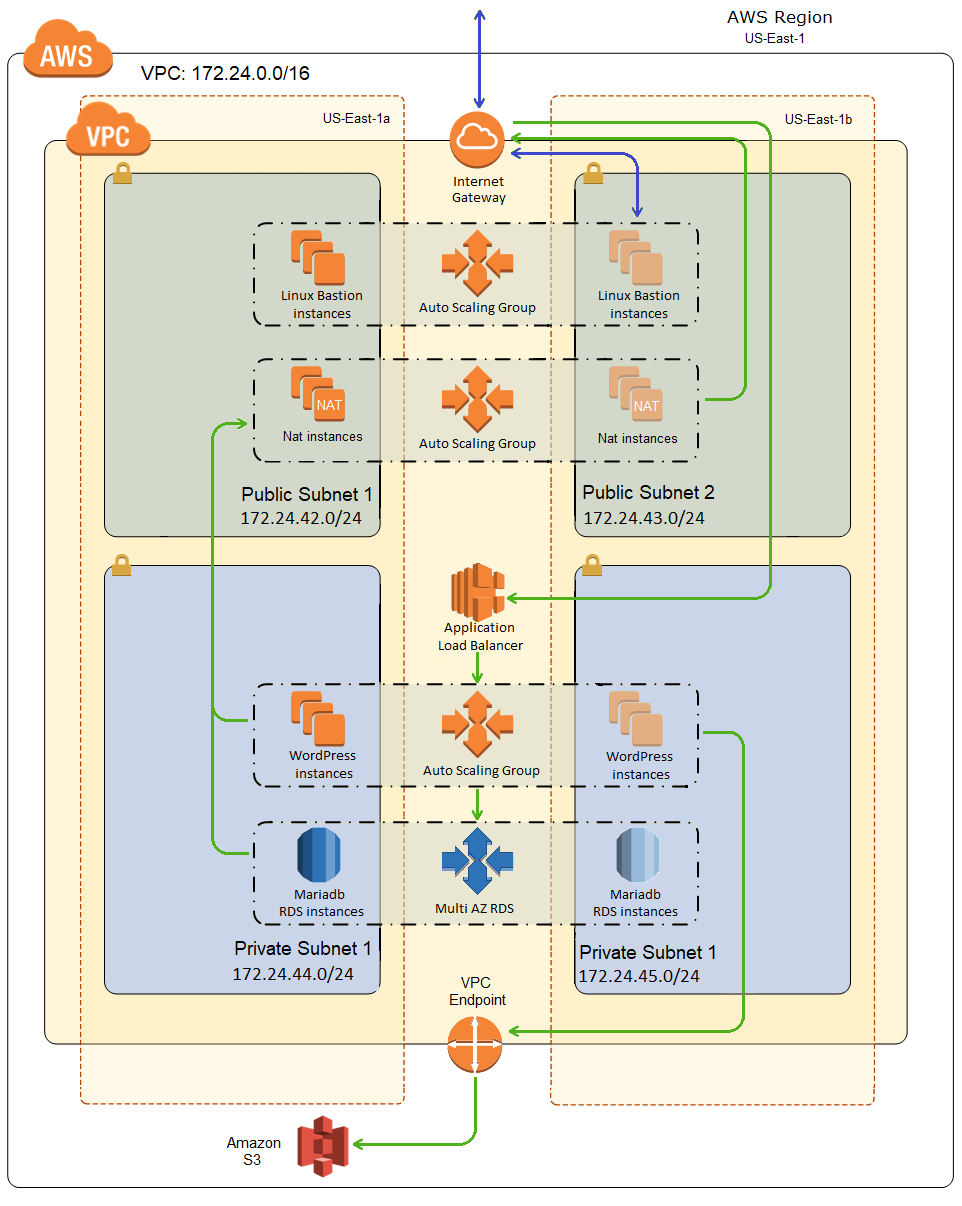 AWS Region
US-East-1
AWS
VPC: 172.24.0.0/16
US-East-1a
US-East-1b
VPC
Internet
Gateway
Linux Bastion
instances
Auto Scaling Group
Linux Bastion
instances
NAT
Nat instances
Auto Scaling Group
NAT
Nat instances
Public Subnet 1
172.24.42.0/24
Public Subnet 2
172.24.43.0/24
Application
Load Balancer
WordPress
instances
Auto Scaling Group
WordPress
instances
Mariadb
RDS instances
Multi AZ RDS
Mariadb
RDS instances
Private Subnet 1
172.24.44.0/24
Private Subnet 1
172.24.45.0/24
VPC
Endpoint
Amazon
S3